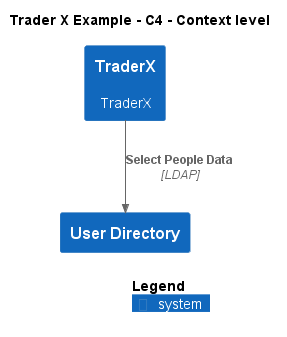 Trader X Example - C4 - Context level
TraderX
TraderX
Select People Data
[LDAP]
User Directory
Legend
system